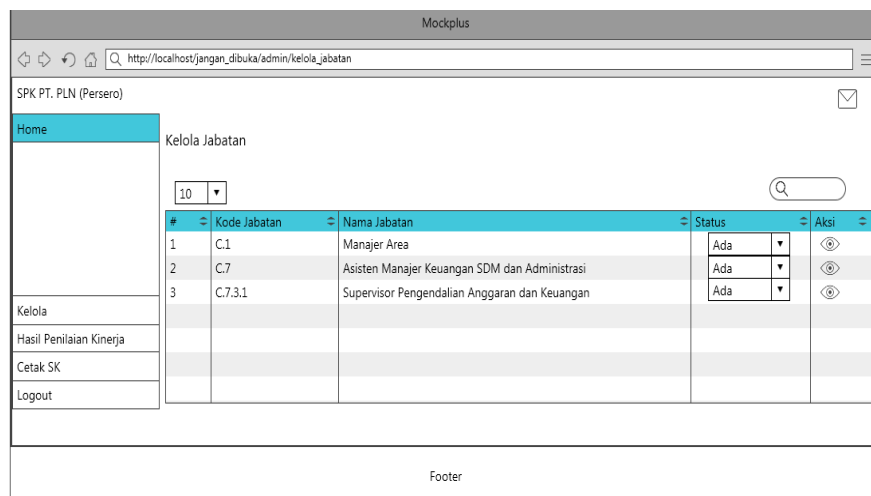 Mockplus
http://localhost/jangan_dibuka/admin/kelola_jabatan
SPK PT. PLN (Persero)
Home
Kelola Jabatan
10
# Kode Jabatan Nama Jabatan Status Aksi
1 C.1 Manajer Area Ada
2 C.7 Asisten Manajer Keuangan SDM dan Administrasi Ada
3 C.7.3.1 Supervisor Pengendalian Anggaran dan Keuangan Ada
Kelola
Hasil Penilaian Kinerja
Cetak SK
Logout
Footer